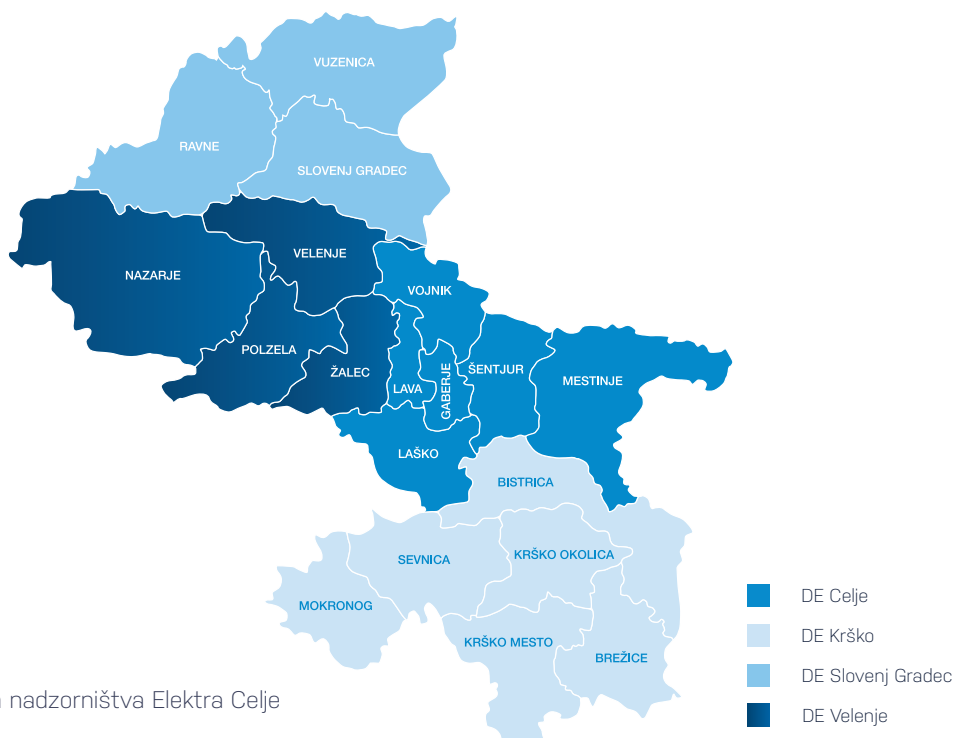 VUZENICA
RAVNE
SLOVENJ GRADEC
VELENJE
NAZARJE
VOJNIK
POLZELA
ŽALEC
LAVA
GABERJE
ŠENTJUR
MESTINJE
LAŠKO
BISTRICA
SEVNICA
KRŠKO OKOLICA
MOKRONOG
KRŠKO MESTO
BREŽICE
DE Celje
DE Krško
DE Slovenj Gradec
DE Velenje
nadzorništva Elektra Celje